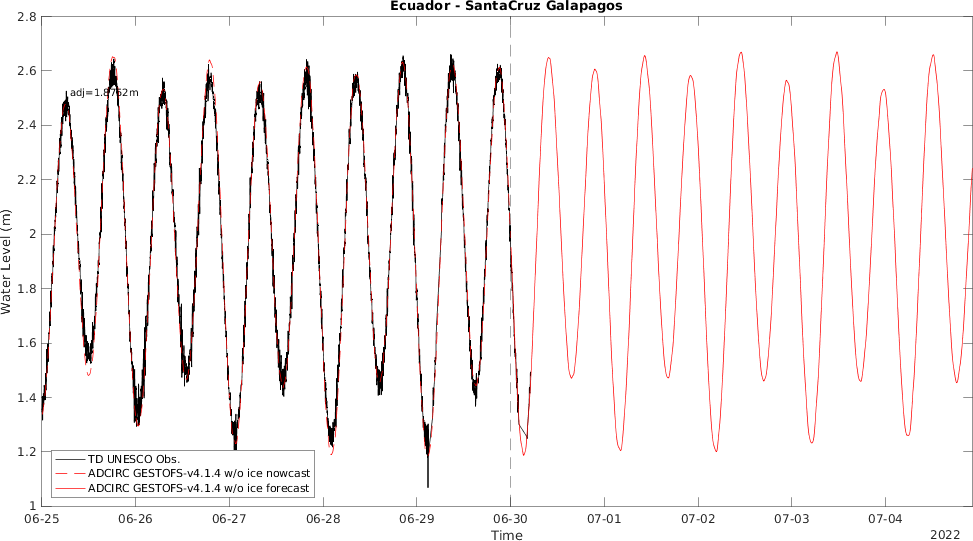 Ecuador - SantaCruz Galapagos
2.8
2.6
2.4
2.2
2
1.8
1.6
1.4
1.2
1
Water Level (m)
adj=1.8762m
TD UNESCO Obs.
ADCIRC GESTOFS-v4.1.4 w/o ice nowcast
ADCIRC GESTOFS-v4.1.4 w/o ice forecast
06-25 06-26 06-27 06-28 06-29 06-30 07-01 07-02 07-03 07-04
Time
2022